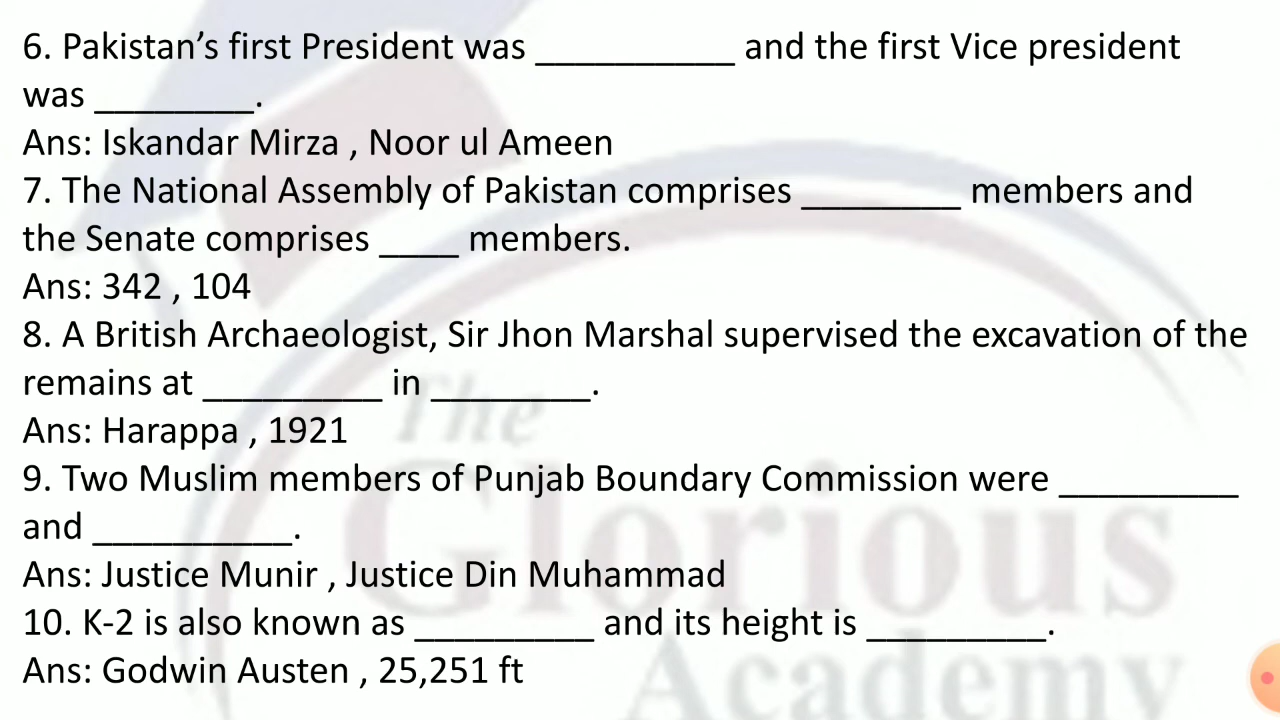 6. Pakistan’s first President was __________ and the first Vice president
was ________.
Ans: Iskandar Mirza , Noor ul Ameen
7. The National Assembly of Pakistan comprises ________ members and
the Senate comprises ____ members.
Ans: 342 , 104
8. A British Archaeologist, Sir Jhon Marshal supervised the excavation of the
remains at _________ in ________.
Ans: Harappa , 1921
9. Two Muslim members of Punjab Boundary Commission were _________
and __________.
Ans: Justice Munir , Justice Din Muhammad
10. K-2 is also known as _________ and its height is _________.
Ans: Godwin Austen , 25,251 ft
The
Glorious
Academy